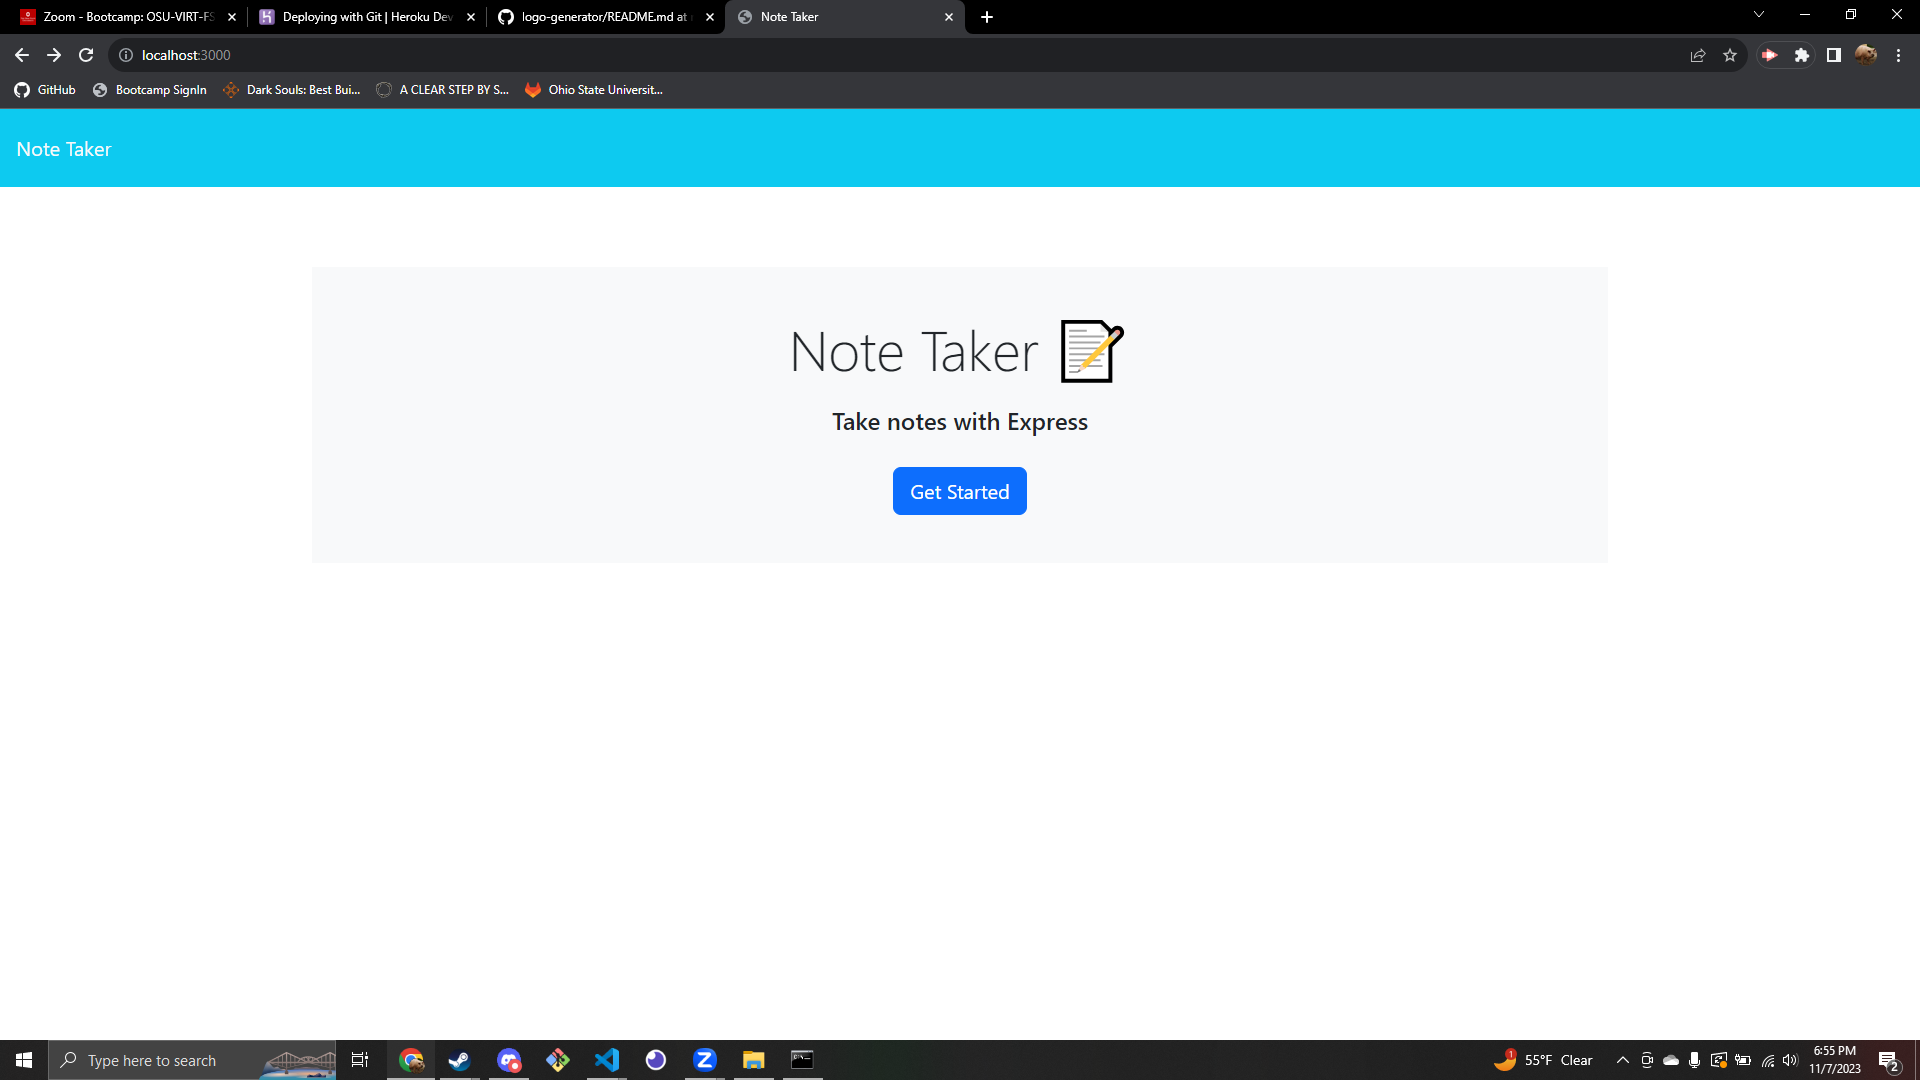 Zoom - Bootcamp: OSU-VIRT-FS
Deploying with Git | Heroku Dev
logo-generator/README.md at
Note Taker
localhost:3000
GitHub
Bootcamp SignIn
Dark Souls: Best Bui...
A CLEAR STEP BY S...
Ohio State Universit...
Note Taker
Note Taker
Take notes with Express
Get Started
Type here to search
1
55°F Clear
6:55 PM
11/7/2023
2